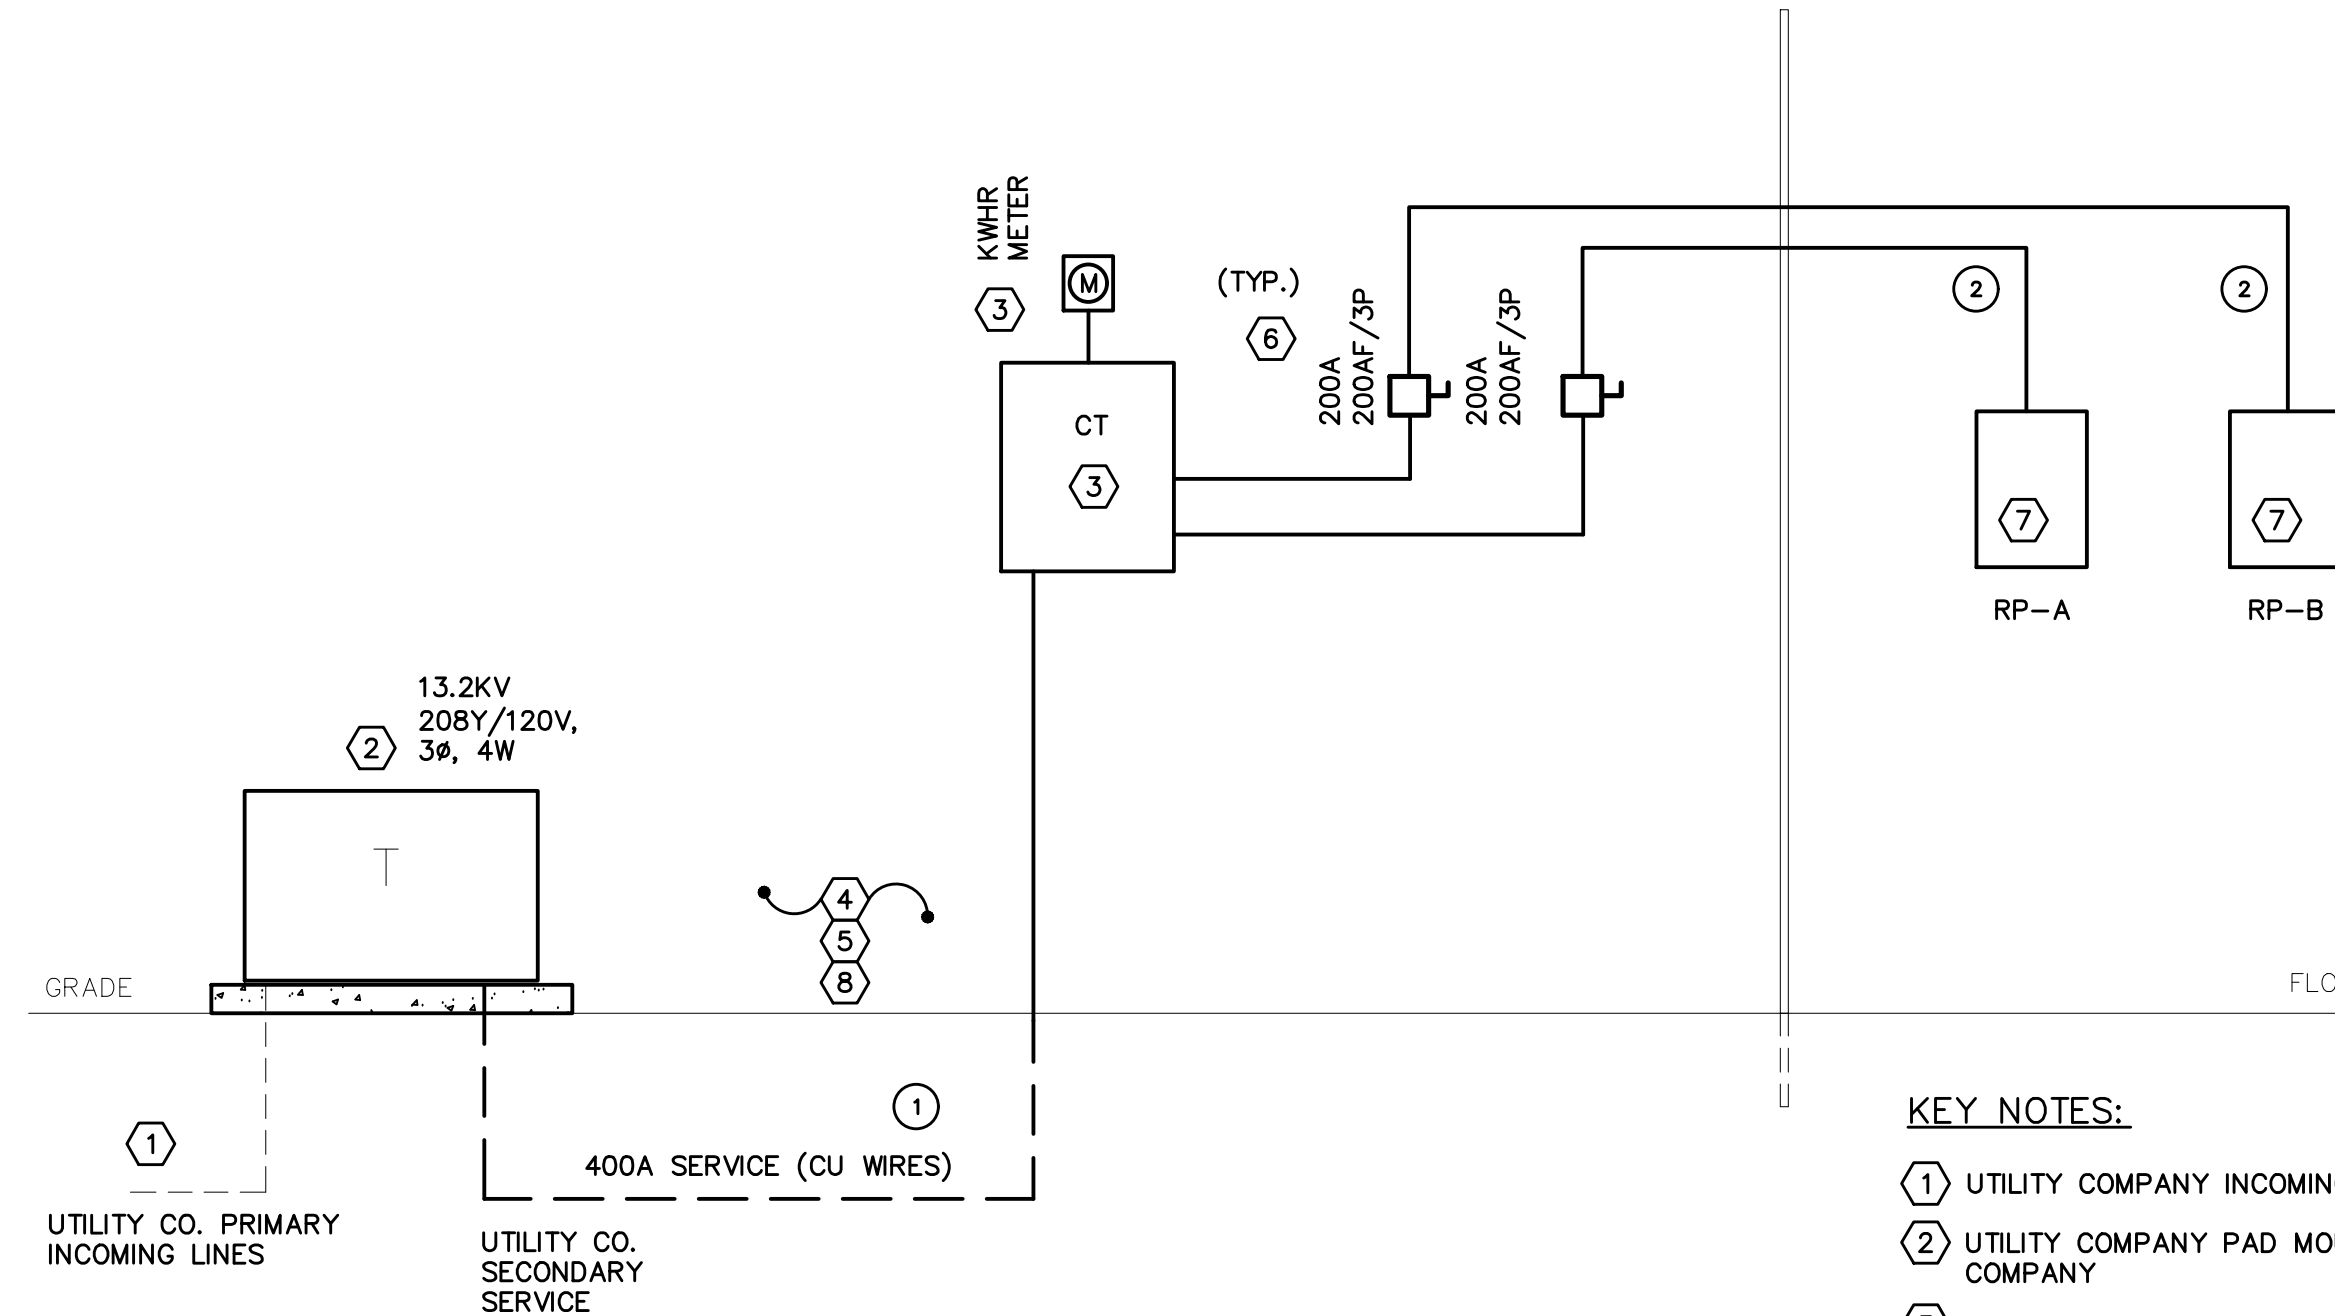 KWHR
METER
3
M
(TYP.)
6
200A
200AF/3P
200A
200AF/3P
2
2
CT
3
7
7
RP-A
RP-B
13.2KV
208Y/120V,
3ø, 4W
2
T
4
5
8
GRADE
1
400A SERVICE (CU WIRES)
1
UTILITY CO. PRIMARY
INCOMING LINES
UTILITY CO.
SECONDARY
SERVICE
KEY NOTES:
1 UTILITY COMPANY
2 UTILITY COMPANY PAD
COMPANY